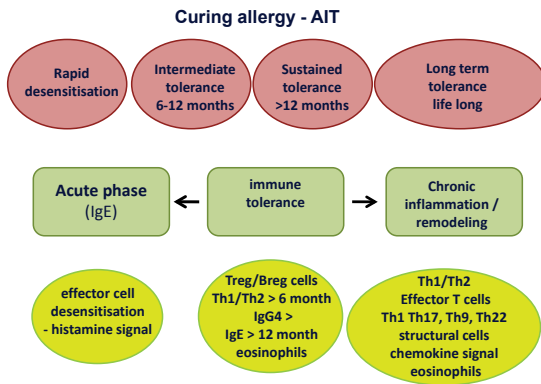 Curing allergy - AIT
Rapid
desensitisation
Intermediate
tolerance
6-12 months
Sustained
tolerance
>12 months
Long term
tolerance
life long
Acute phase
(IgE)
immune
tolerance
Chronic
inflammation /
remodeling
effector cell
desensitisation
- histamine signal
Treg/Breg cells
Th1/Th2 > 6 month
IgG4 >
IgE > 12 month
eosinophils
Th1/Th2
Effector T cells
Th1 Th17, Th9, Th22
structural cells
chemokine signal
eosinophils